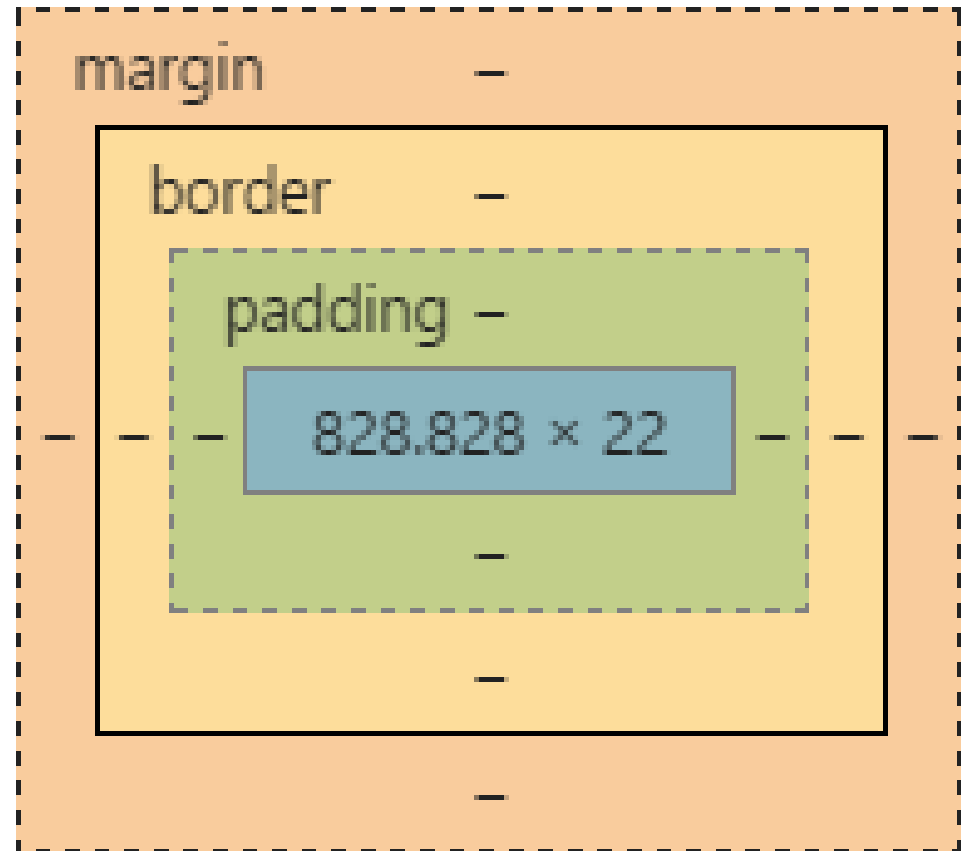 margin –
border –
padding –
– – – 828.828 × 22 – – –
–
–
–